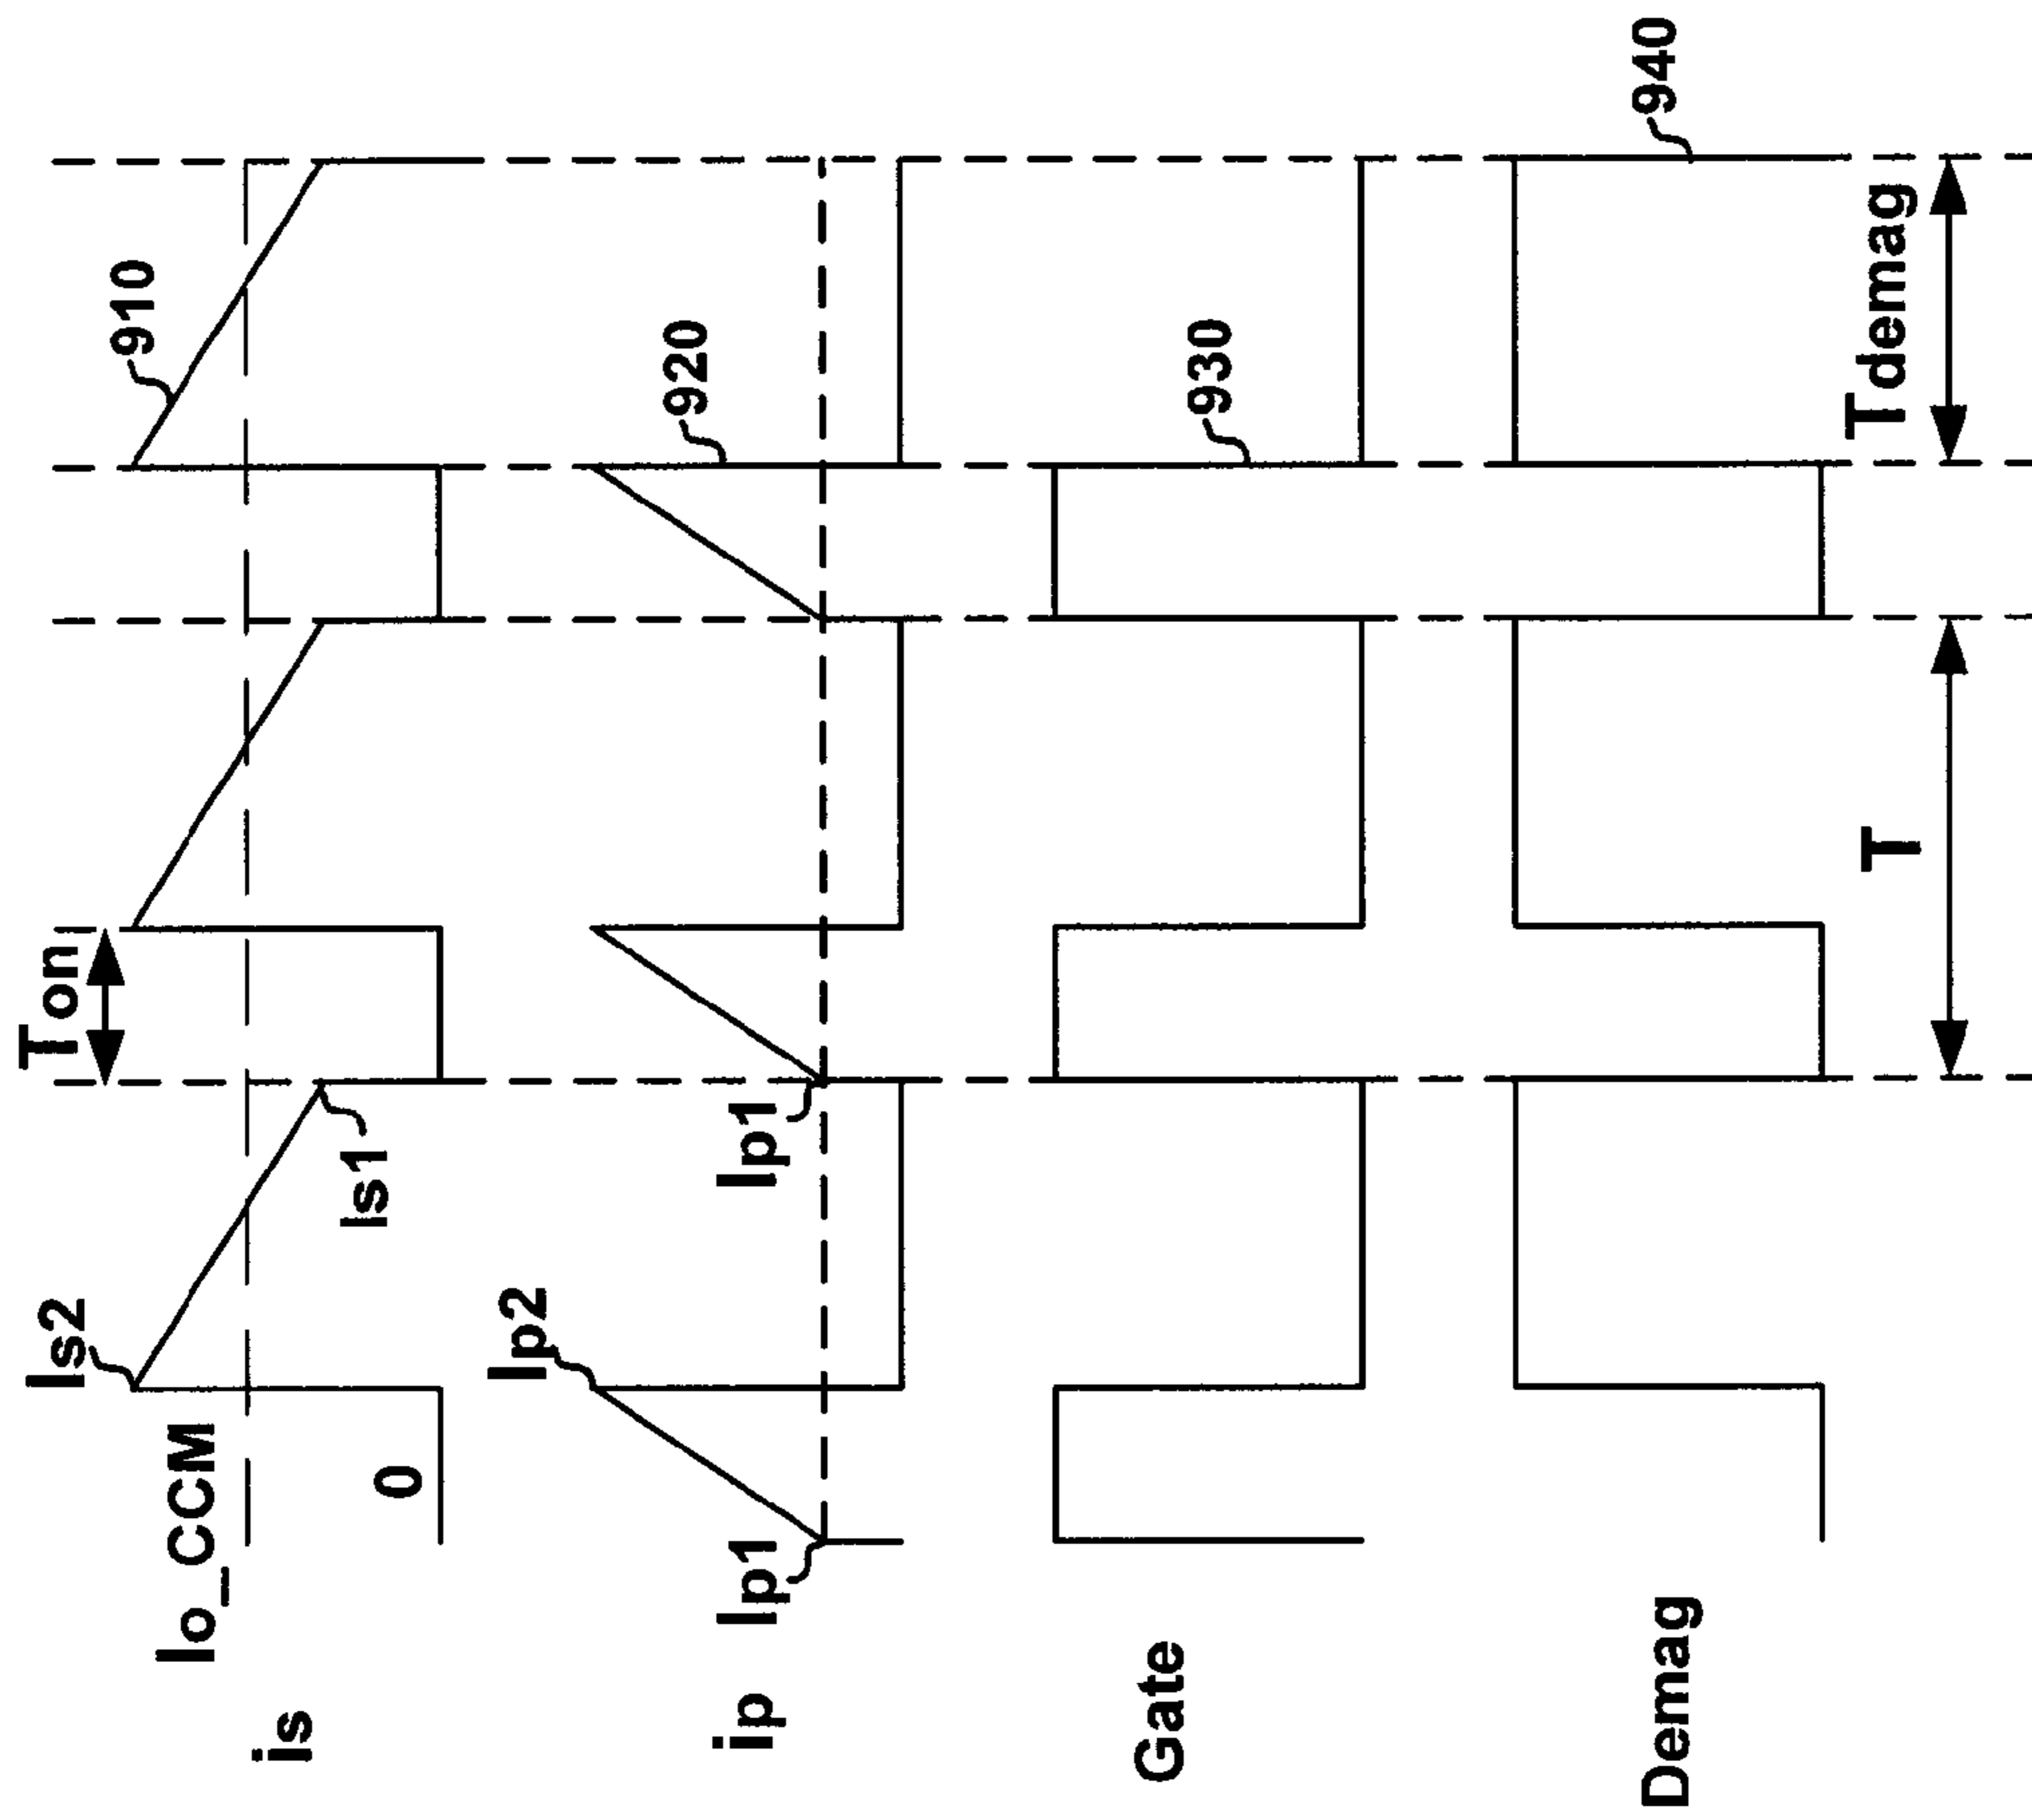 Ton
Is2
910
Io_CCM
is
0
Is1
Ip2
920
ip
Ip1
Ip1
Gate
930
Demag
940
T
Tdemag